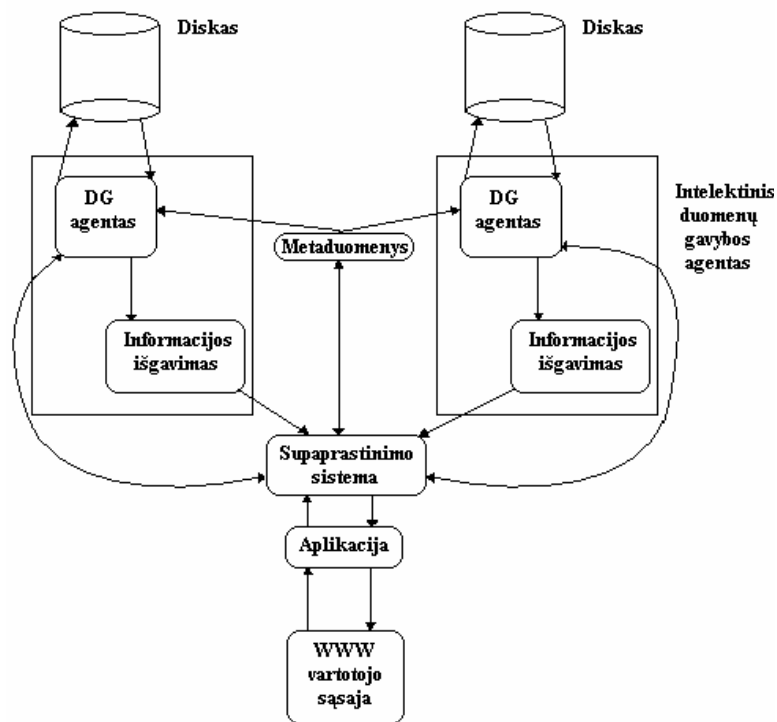 Diskas
Diskas
DG
agentas
DG
agentas
Intelektinis
duomenų
gavybos
agentas
Metaduomenys
Informacijos
išgavimas
Informacijos
išgavimas
Supaprastinimo
sistema
Aplikacija
WWW
vartotojo
sąsaja